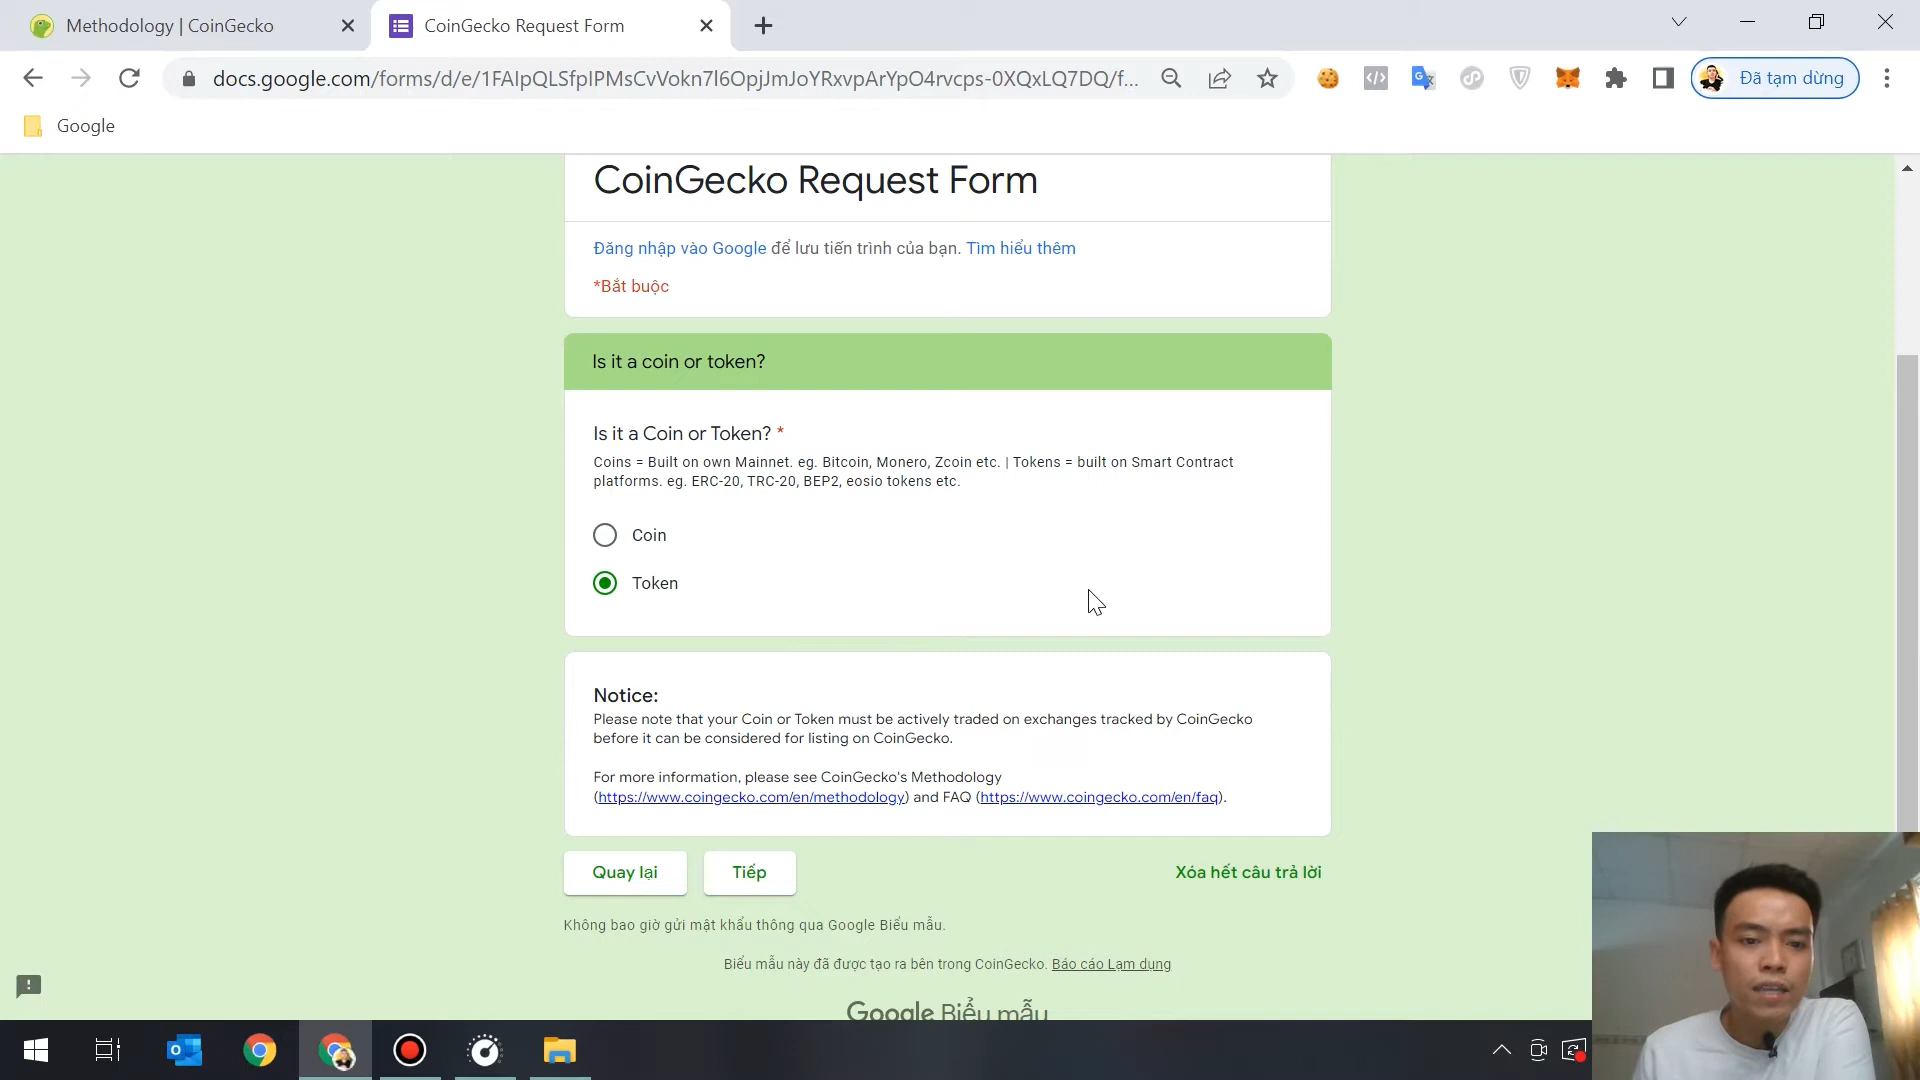 Methodology | CoinGecko
CoinGecko Request Form
docs.google.com/forms/d/e/1FAIpQLSfpIPMsCvVokn7l6OpjJmJoYRxvpArYpO4rvcps-0XQxLQ7DQ/f...
Đã tạm dừng
Google
CoinGecko Request Form
Đăng nhập vào Google để lưu tiến trình của bạn. Tìm hiểu thêm
*Bắt buộc
Is it a coin or token?
Is it a Coin or Token? *
Coins = Built on own Mainnet. eg. Bitcoin, Monero, Zcoin etc. | Tokens = built on Smart Contract
platforms. eg. ERC-20, TRC-20, BEP2, eosio tokens etc.
Coin
Token
Notice:
Please note that your Coin or Token must be actively traded on exchanges tracked by CoinGecko
before it can be considered for listing on CoinGecko.
For more information, please see CoinGecko's Methodology
(https://www.coingecko.com/en/methodology) and FAQ (https://www.coingecko.com/en/faq).
Quay lại
Tiếp
Xóa hết câu trả lời
Không bao giờ gửi mật khẩu thông qua Google Biểu mẫu.
Biểu mẫu này đã được tạo ra bên trong CoinGecko. Báo cáo Lạm dụng
Google Biểu mẫu